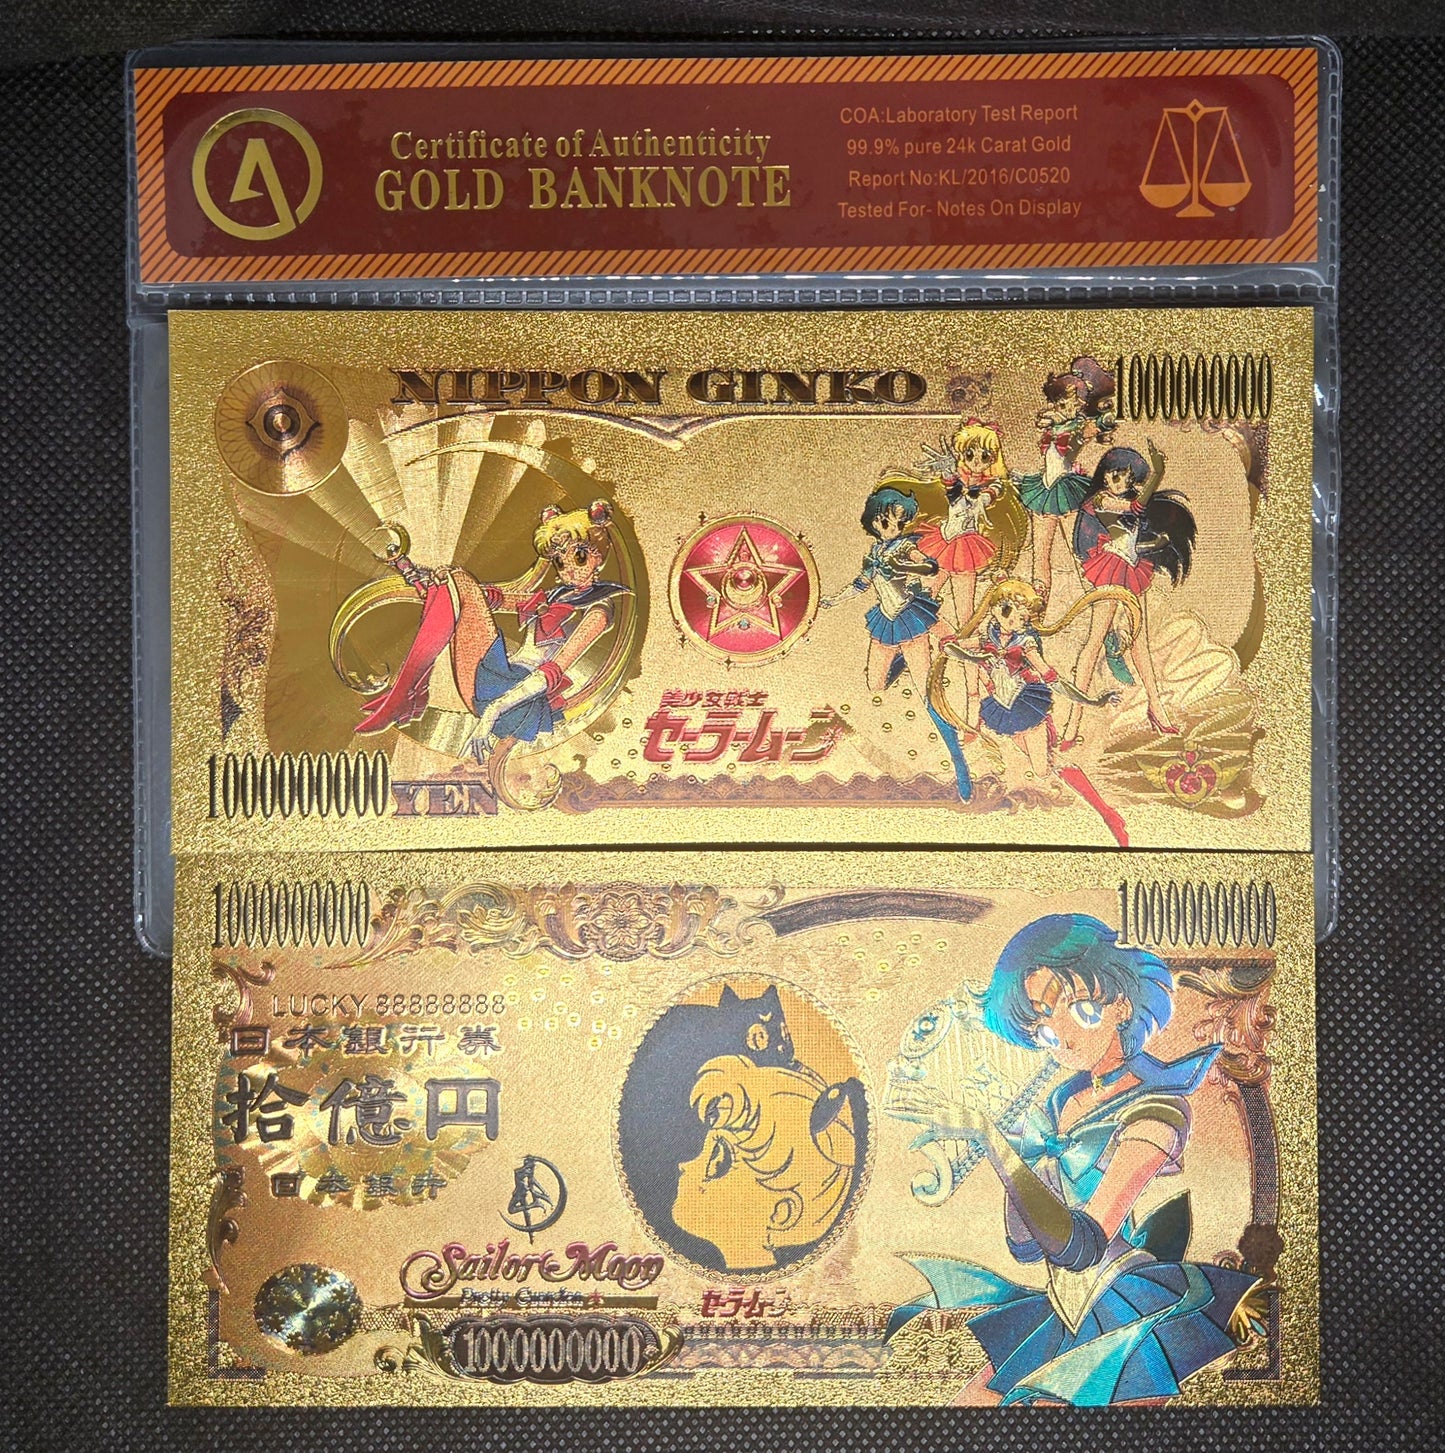 Certificate of Authenticity
GOLD BANKNOTE
COA:Laboratory Test Report
99.9% pure 24k Carat Gold
Report No:KL/2016/C0520
Tested For- Notes On Display
NIPPON GINKO
1000000000
美少女戦士
セーラームーン
1000000000 YEN
1000000000
1000000000
LUCKY 88888888
日本銀行券
拾億円
日本銀行
Sailor Moon
Pretty Guardian
セーラームーン
1000000000